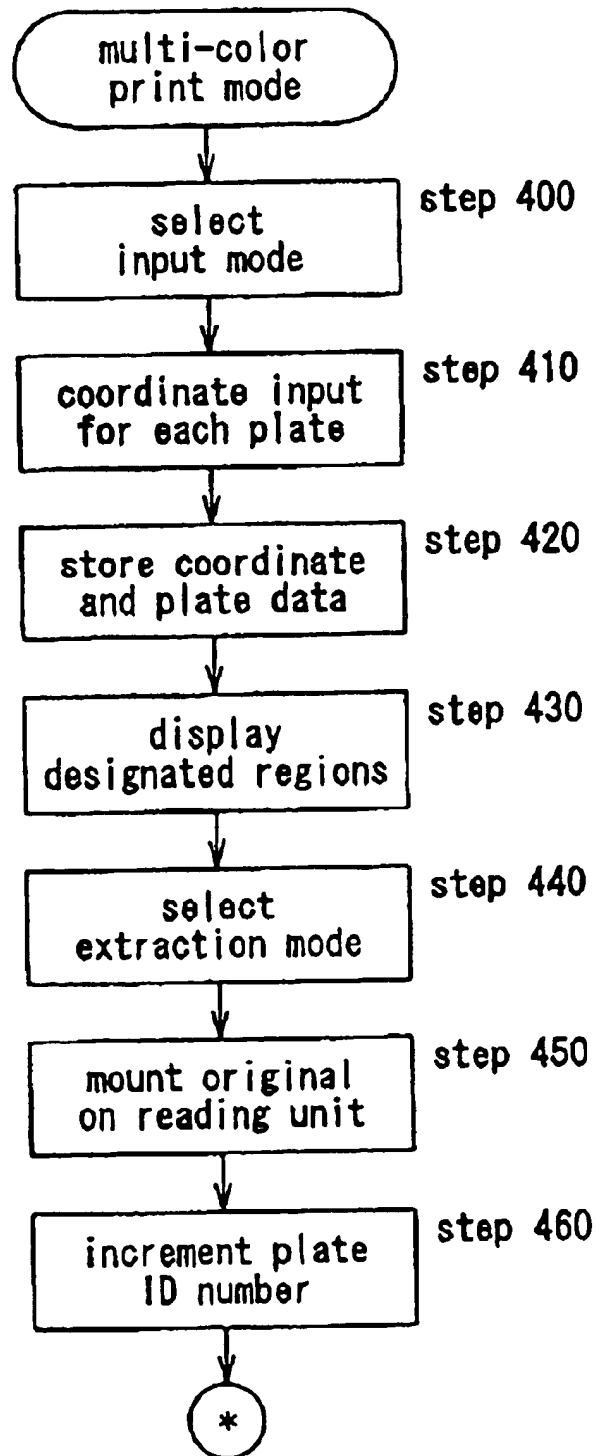 multi-color
print mode
step 400
select
input mode
step 410
coordinate input
for each plate
step 420
store coordinate
and plate data
step 430
display
designated regions
step 440
select
extraction mode
step 450
mount original
on reading unit
step 460
increment plate
ID number
*